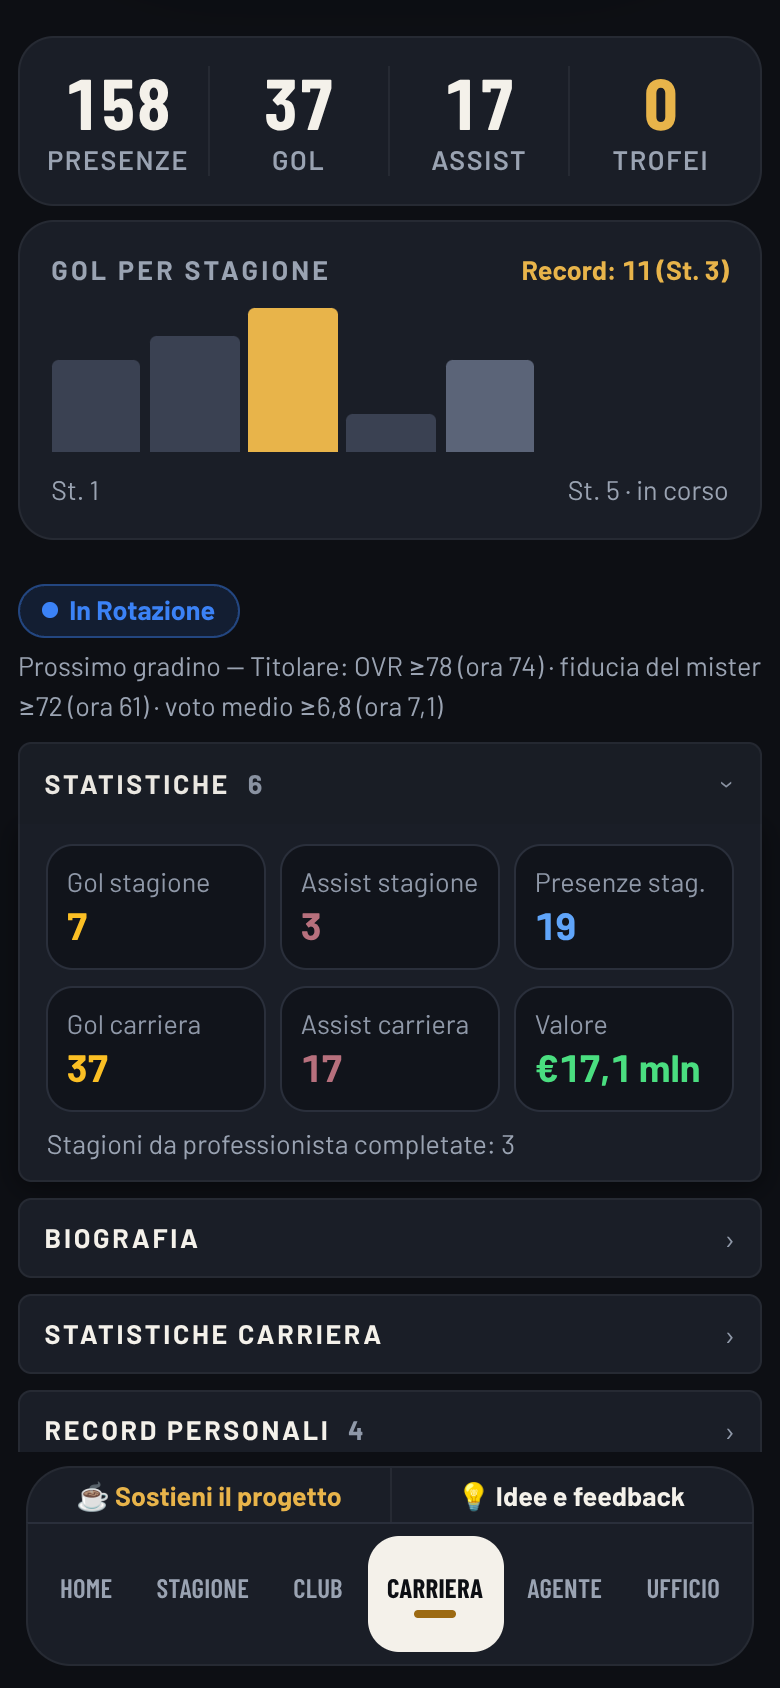 158 37 17 0
PRESENZE GOL ASSIST TROFEI
GOL PER STAGIONE Record: 11 (St. 3)
St. 1 St. 5 · in corso
In Rotazione
Prossimo gradino — Titolare: OVR ≥78 (ora 74) · fiducia del mister
≥72 (ora 61) · voto medio ≥6,8 (ora 7,1)
STATISTICHE 6
Gol stagione Assist stagione Presenze stag.
7 3 19
Gol carriera Assist carriera Valore
37 17 €17,1 mln
Stagioni da professionista completate: 3
BIOGRAFIA
STATISTICHE CARRIERA
RECORD PERSONALI 4
☕ Sostieni il progetto 💡 Idee e feedback
HOME STAGIONE CLUB CARRIERA AGENTE UFFICIO